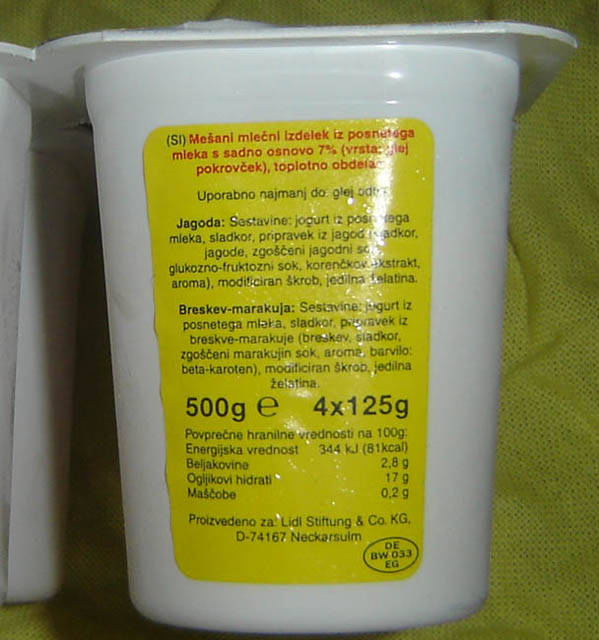 (SI) Mešani mlečni izdelek iz posnetega
mleka s sadno osnovo 7% (vrsta: glej
pokrovček), toplotno obdelan
Uporabno najmanj do: glej odtis
Jagoda: Sestavine: jogurt iz posnetega
mleka, sladkor, pripravek iz jagod (sladkor,
jagode, zgoščeni jagodni sok,
glukozno-fruktozni sok, korenčkov ekstrakt,
aroma), modificiran škrob, jedilna želatina.
Breskev-marakuja: Sestavine: jogurt iz
posnetega mleka, sladkor, pripravek iz
breskve-marakuje (breskev, sladkor,
zgoščeni marakujin sok, aroma, barvilo:
beta-karoten), modificiran škrob, jedilna
želatina.
500g e 4x125g
Povprečne hranilne vrednosti na 100g:
Energijska vrednost 344 kJ (81kcal)
Beljakovine 2,8 g
Ogljikovi hidrati 17 g
Maščobe 0,2 g
Proizvedeno za: Lidl Stiftung & Co. KG,
D-74167 Neckarsulm
DE
BW 033
EG